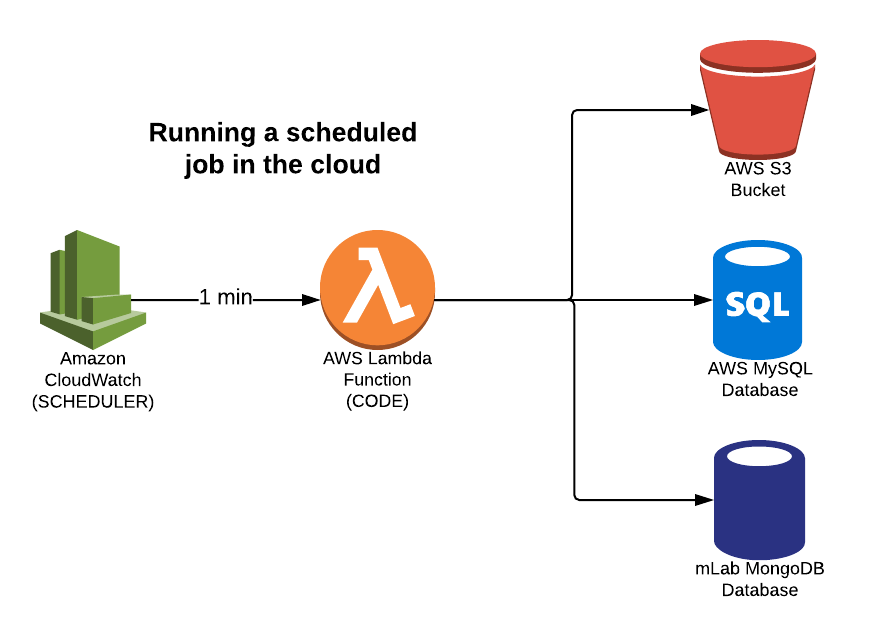 Running a scheduled
job in the cloud
AWS S3
Bucket
1 min
SQL
Amazon
CloudWatch
(SCHEDULER)
AWS Lambda
Function
(CODE)
AWS MySQL
Database
mLab MongoDB
Database